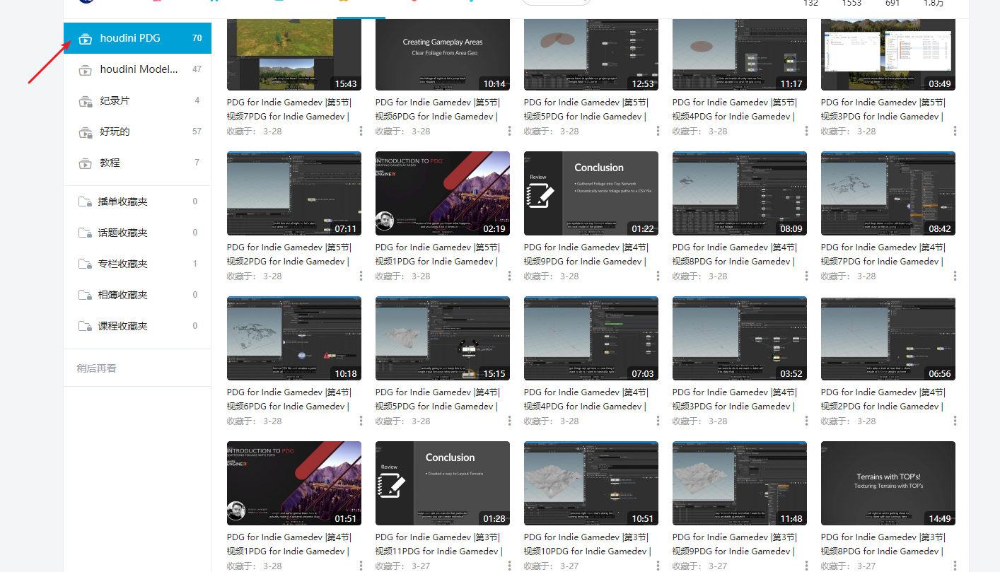 132
1553
691
1.8万
houdini PDG
70
houdini Model...
47
纪录片
4
好玩的
57
教程
7
播单收藏夹
0
话题收藏夹
0
专栏收藏夹
1
相簿收藏夹
0
课程收藏夹
0
稍后再看
15:43
PDG for Indie Gamedev |第5节|
视频7PDG for Indie Gamedev |
收藏于： 3-28
Creating Gameplay Areas
Clear Foliage from Area Geo
10:14
PDG for Indie Gamedev |第5节|
视频6PDG for Indie Gamedev |
收藏于： 3-28
12:53
PDG for Indie Gamedev |第5节|
视频5PDG for Indie Gamedev |
收藏于： 3-28
11:17
PDG for Indie Gamedev |第5节|
视频4PDG for Indie Gamedev |
收藏于： 3-28
03:49
PDG for Indie Gamedev |第5节|
视频3PDG for Indie Gamedev |
收藏于： 3-28
07:11
PDG for Indie Gamedev |第5节|
视频2PDG for Indie Gamedev |
收藏于： 3-28
INTRODUCTION TO PDG
CREATING GAMEPLAY AREAS
ENGINE
02:19
PDG for Indie Gamedev |第5节|
视频1PDG for Indie Gamedev |
收藏于： 3-28
Review
Conclusion
• Gathered Foliage into Top Network
• Dynamically wrote foliage paths to a CSV file
01:22
PDG for Indie Gamedev |第4节|
视频9PDG for Indie Gamedev |
收藏于： 3-28
08:09
PDG for Indie Gamedev |第4节|
视频8PDG for Indie Gamedev |
收藏于： 3-28
08:42
PDG for Indie Gamedev |第4节|
视频7PDG for Indie Gamedev |
收藏于： 3-28
10:18
PDG for Indie Gamedev |第4节|
视频6PDG for Indie Gamedev |
收藏于： 3-28
15:15
PDG for Indie Gamedev |第4节|
视频5PDG for Indie Gamedev |
收藏于： 3-28
07:03
PDG for Indie Gamedev |第4节|
视频4PDG for Indie Gamedev |
收藏于： 3-28
03:52
PDG for Indie Gamedev |第4节|
视频3PDG for Indie Gamedev |
收藏于： 3-28
06:56
PDG for Indie Gamedev |第4节|
视频2PDG for Indie Gamedev |
收藏于： 3-28
INTRODUCTION TO PDG
SCATTERING FOLIAGE WITH TOPS!
ENGINE
01:51
PDG for Indie Gamedev |第4节|
视频1PDG for Indie Gamedev |
收藏于： 3-28
Review
Conclusion
• Created a way to Layout Terrains
01:28
PDG for Indie Gamedev |第3节|
视频11PDG for Indie Gamedev |
收藏于： 3-27
10:51
PDG for Indie Gamedev |第3节|
视频10PDG for Indie Gamedev |
收藏于： 3-27
11:48
PDG for Indie Gamedev |第3节|
视频9PDG for Indie Gamedev |
收藏于： 3-27
Terrains with TOP's!
Texturing Terrains with TOP's
14:49
PDG for Indie Gamedev |第3节|
视频8PDG for Indie Gamedev |
收藏于： 3-27